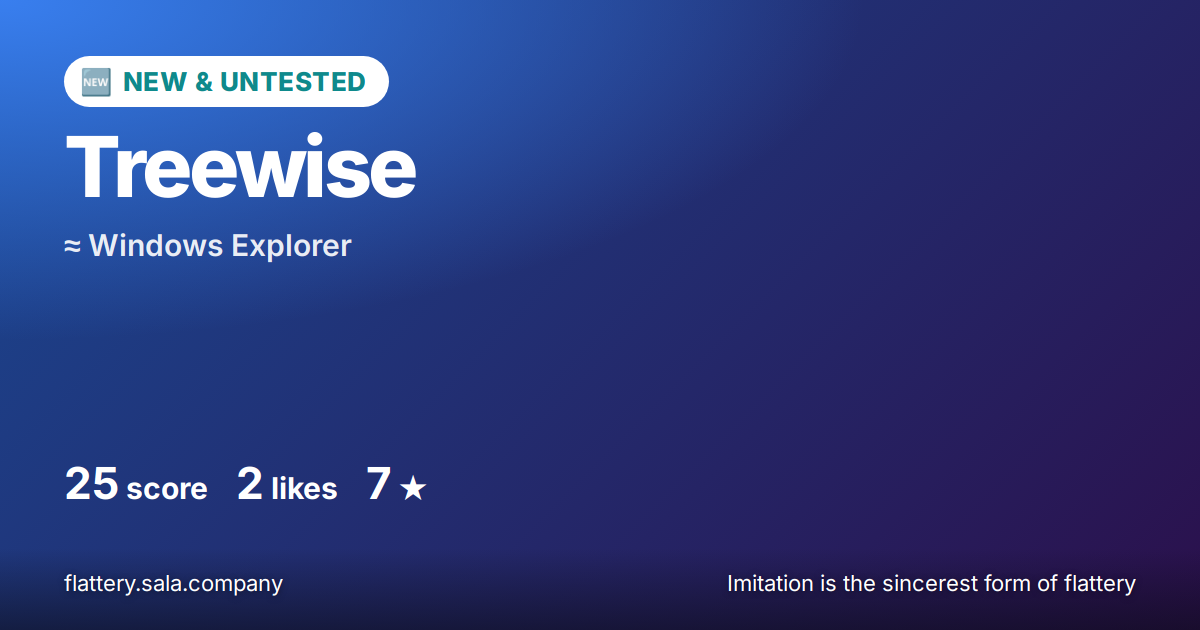 🆕 NEW & UNTESTED
Treewise
≈ Windows Explorer
25 score 2 likes 7 ★
flattery.sala.company
Imitation is the sincerest form of flattery